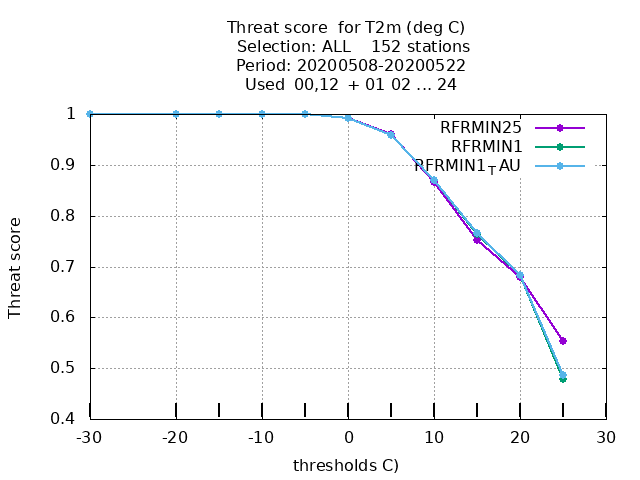 Threat score  for T2m (deg C)
Selection: ALL    152 stations
Period: 20200508-20200522
Used  00,12  + 01 02 ... 24
RFRMIN25
RFRMIN1
RFRMIN1TAU
Threat score
1
0.9
0.8
0.7
0.6
0.5
0.4
-30
-20
-10
0
10
20
30
thresholds C)